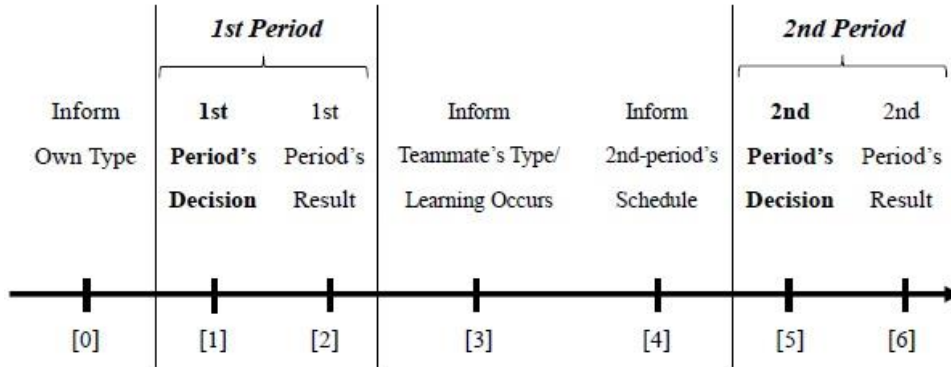 1st Period
2nd Period
Inform
Own Type
1st
Period's
Decision
1st
Period's
Result
Inform
Teammate's Type/
Learning Occurs
Inform
2nd-period's
Schedule
2nd
Period's
Decision
2nd
Period's
Result
[0]
[1]
[2]
[3]
[4]
[5]
[6]